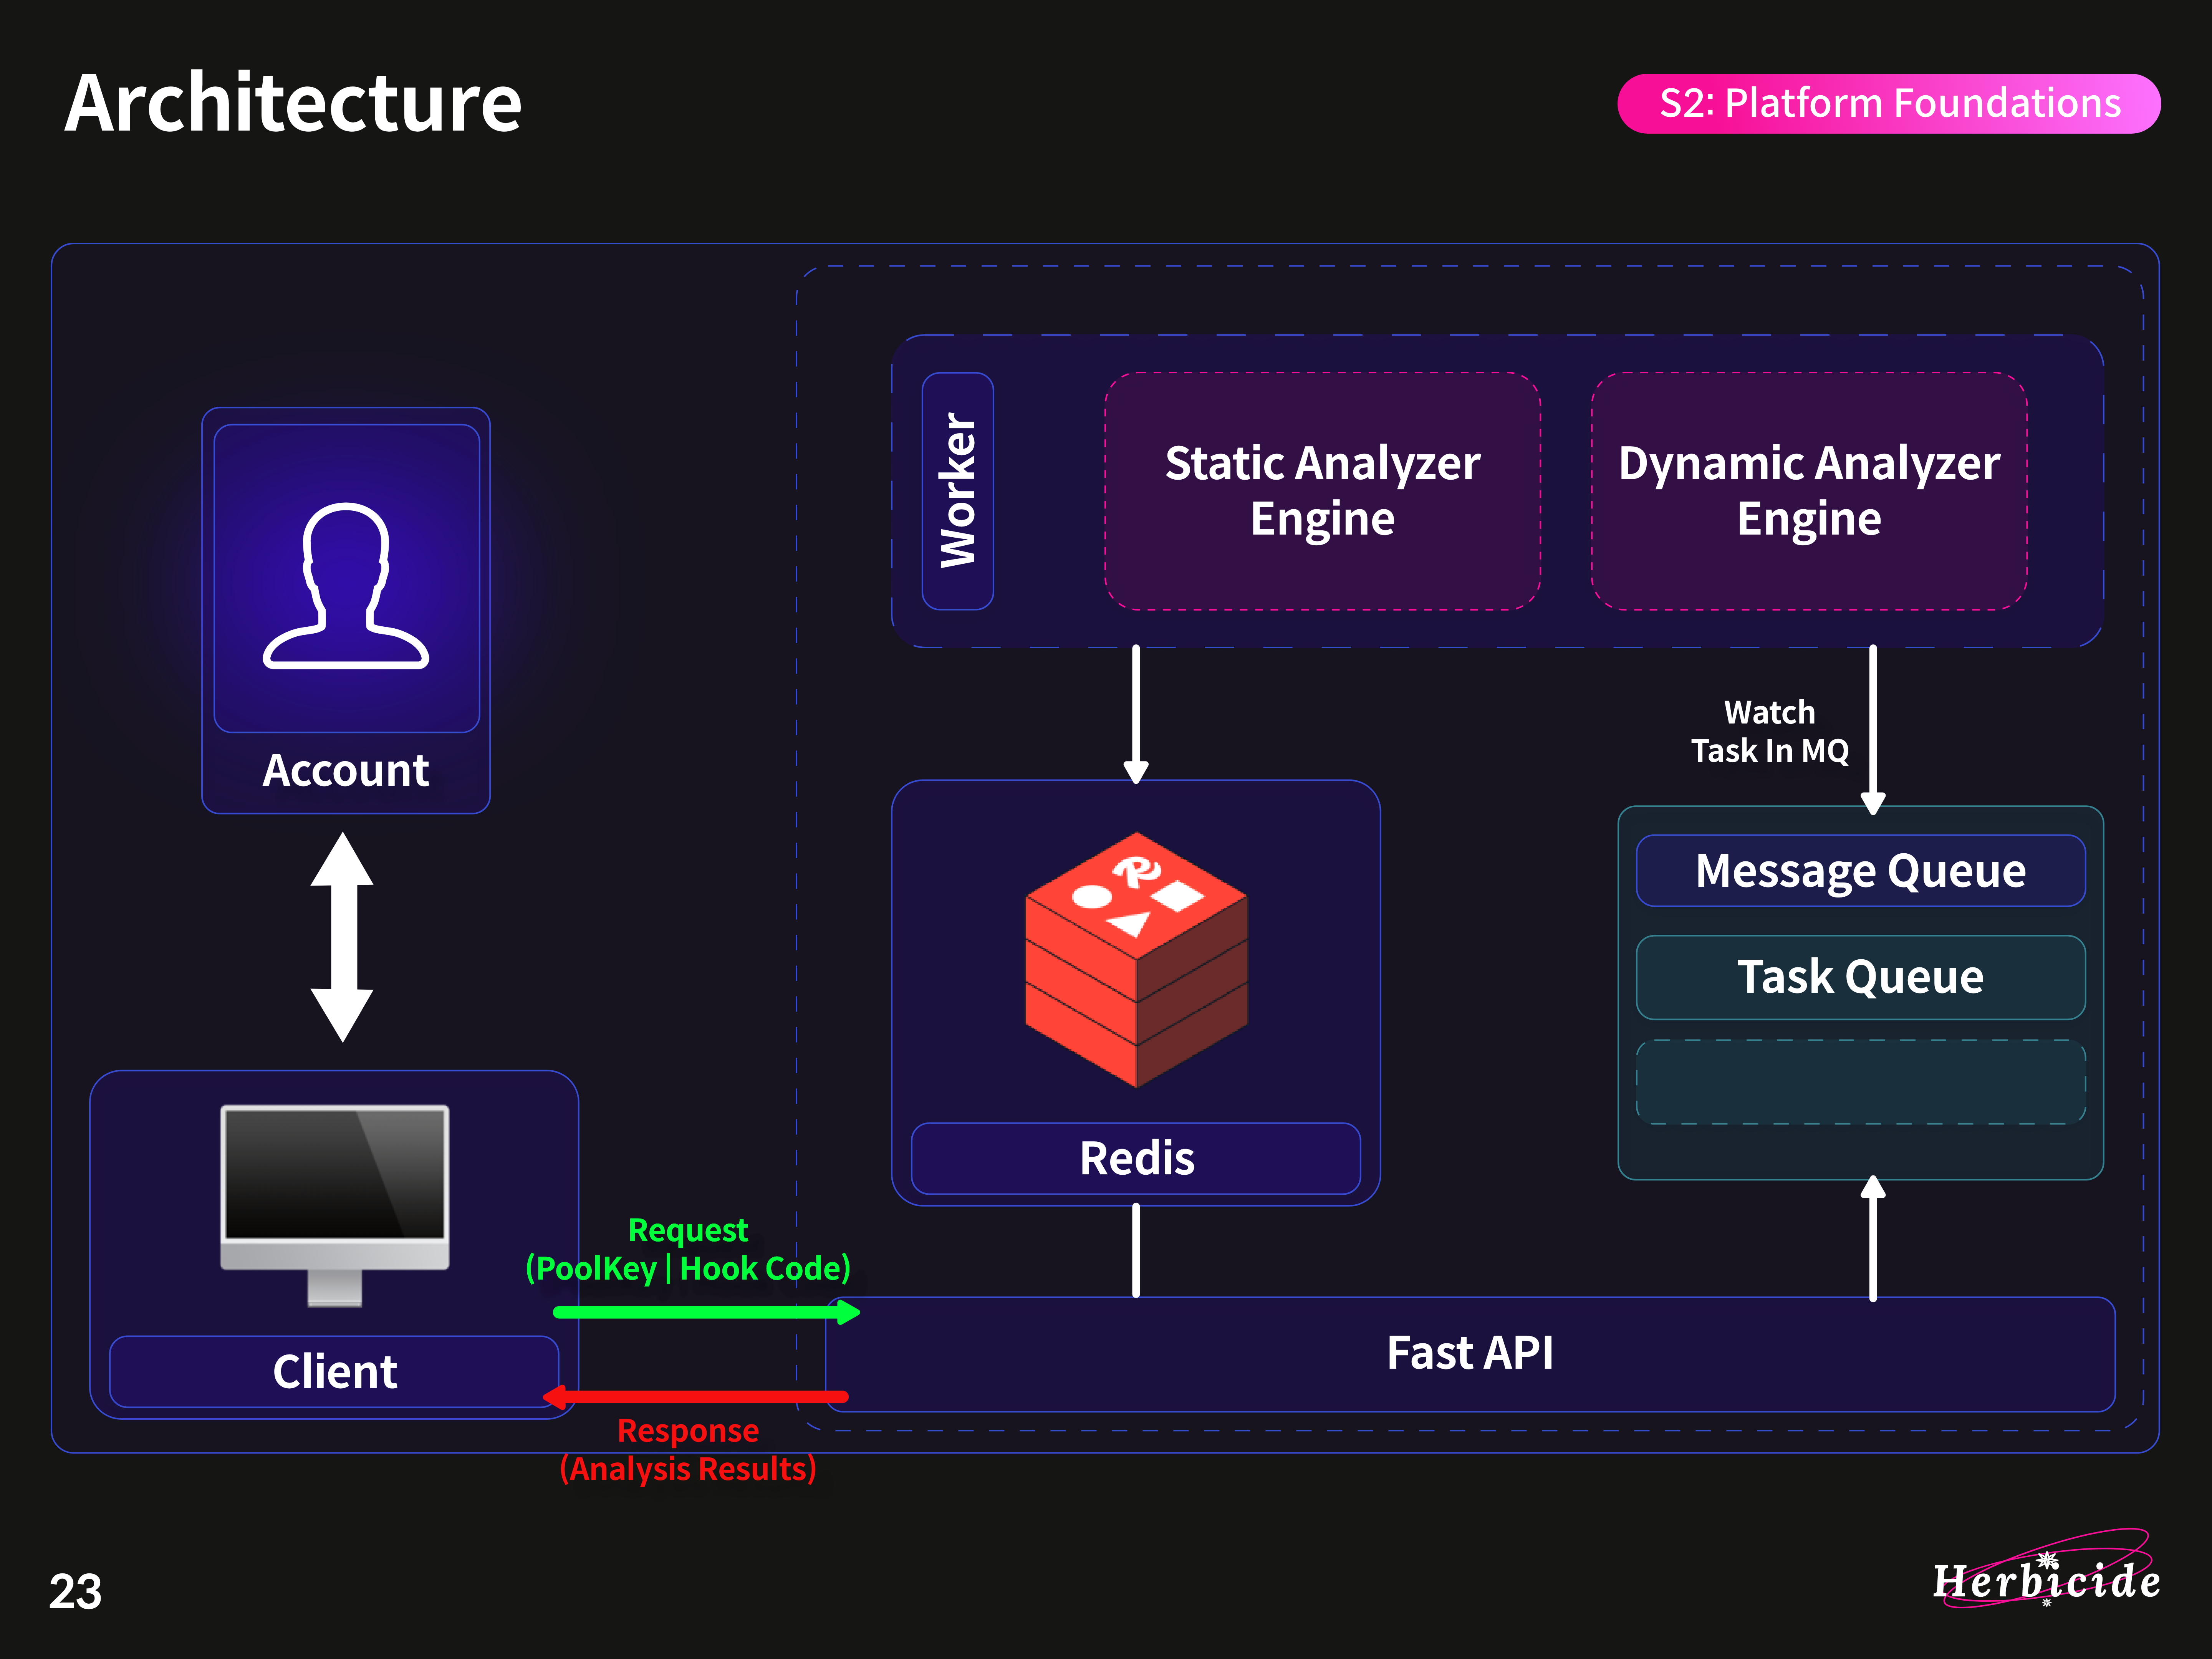 Architecture
S2: Platform Foundations
Account
Client
Request
(PoolKey | Hook Code)
Response
(Analysis Results)
Worker
Static Analyzer
Engine
Dynamic Analyzer
Engine
Watch
Task In MQ
Redis
Message Queue
Task Queue
Fast API
23
Herbicide